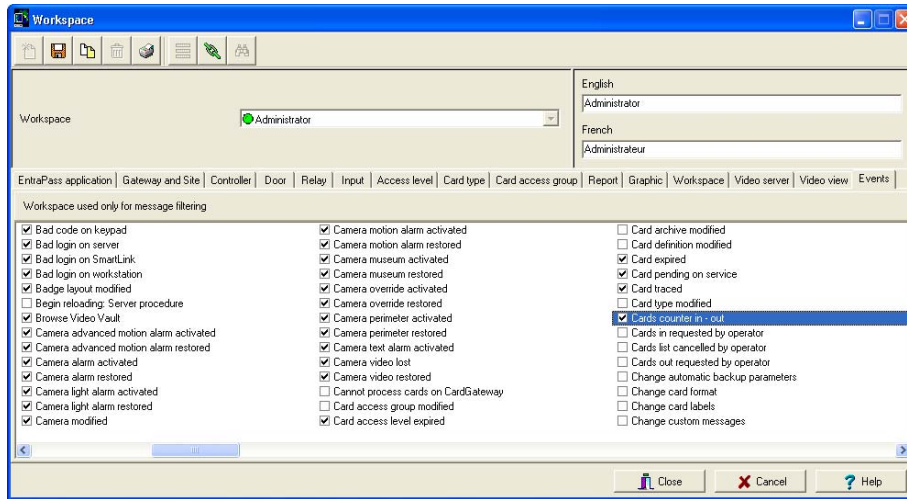 Workspace
English
Administrator
Workspace
Administrator
French
Administrateur
EntraPass application Gateway and Site Controller Door Relay Input Access level Card type Card access group Report Graphic Workspace Video server Video view Events
Workspace used only for message filtering
Bad code on keypad
Bad login on server
Bad login on SmartLink
Bad login on workstation
Badge layout modified
Begin reloading: Server procedure
Browse Video Vault
Camera advanced motion alarm activated
Camera advanced motion alarm restored
Camera alarm activated
Camera alarm restored
Camera light alarm activated
Camera light alarm restored
Camera modified
Camera motion alarm activated
Camera motion alarm restored
Camera museum activated
Camera museum restored
Camera override activated
Camera override restored
Camera perimeter activated
Camera perimeter restored
Camera text alarm activated
Camera video lost
Camera video restored
Cannot process cards on CardGateway
Card access group modified
Card access level expired
Card archive modified
Card definition modified
Card expired
Card pending on service
Card traced
Card type modified
Cards counter in - out
Cards in requested by operator
Cards list cancelled by operator
Cards out requested by operator
Change automatic backup parameters
Change card format
Change card labels
Change custom messages
Close Cancel Help